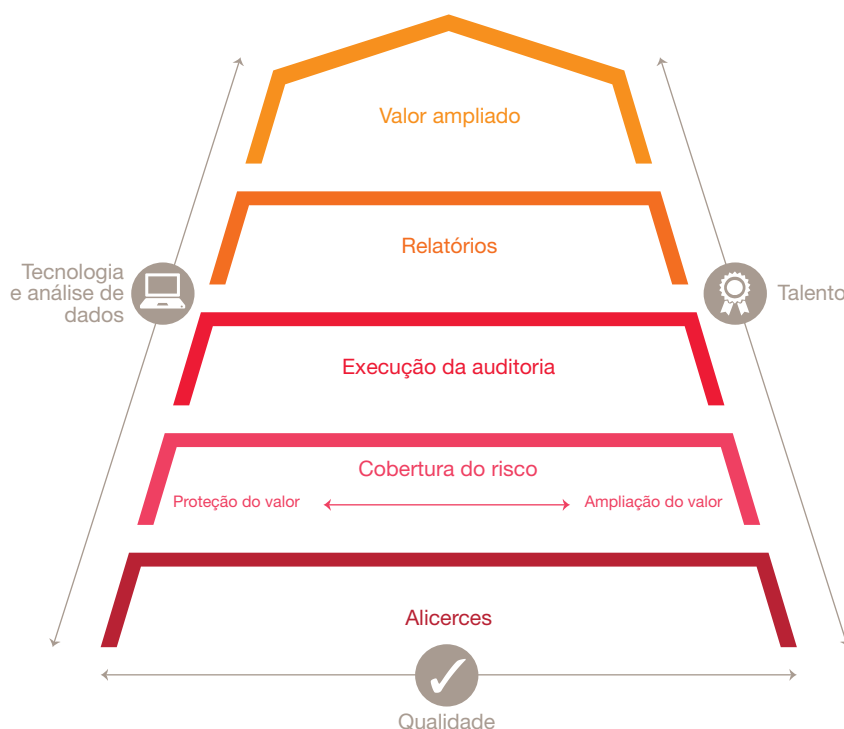 Valor ampliado
Relatórios
Tecnologia
e análise de
dados
Talento
Execução da auditoria
Cobertura do risco
Proteção do valor
Ampliação do valor
Alicerces
Qualidade